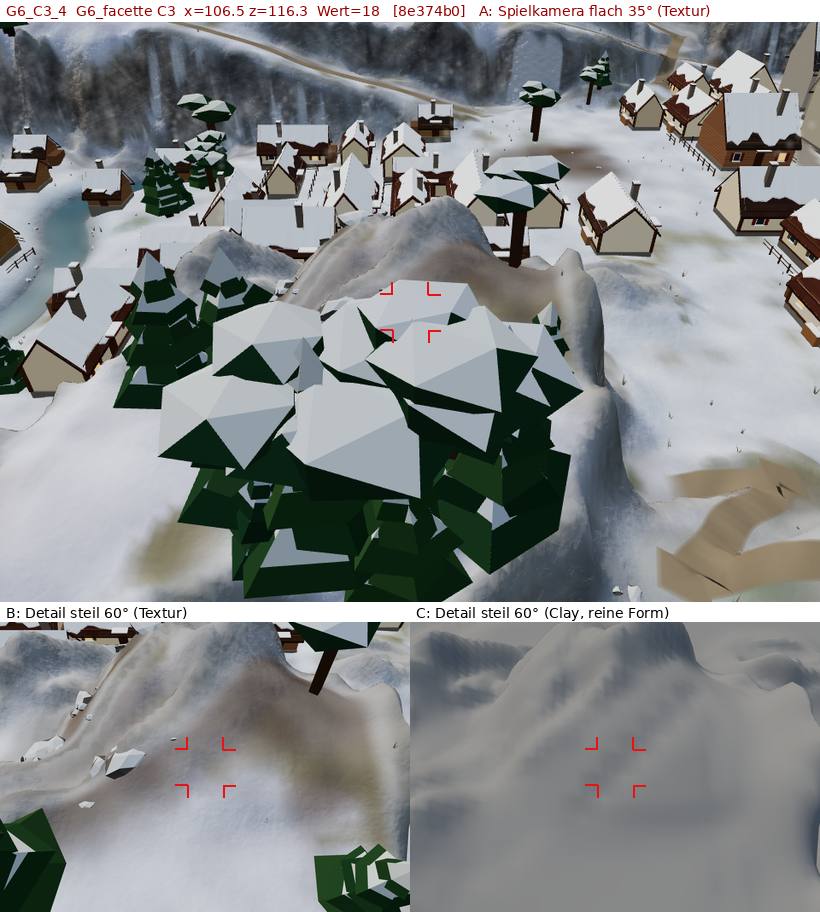 G6_C3_4  G6_facette C3  x=106.5 z=116.3  Wert=18   [8e374b0]   A: Spielkamera flach 35° (Textur)
B: Detail steil 60° (Textur)
C: Detail steil 60° (Clay, reine Form)